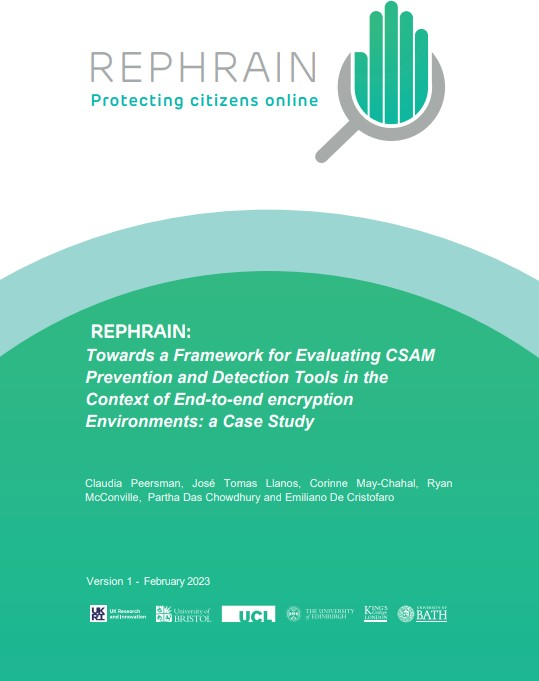 REPHRAIN
Protecting citizens online
REPHRAIN:
Towards a Framework for Evaluating CSAM
Prevention and Detection Tools in the
Context of End-to-end encryption
Environments: a Case Study
Claudia Peersman, José Tomas Llanos, Corinne May-Chahal, Ryan
McConville, Partha Das Chowdhury and Emiliano De Cristofaro
Version 1 - February 2023
UK
RI
UK Research
and Innovation
University of
BRISTOL
UCL
THE UNIVERSITY
of EDINBURGH
KING'S
College
LONDON
UNIVERSITY OF
BATH